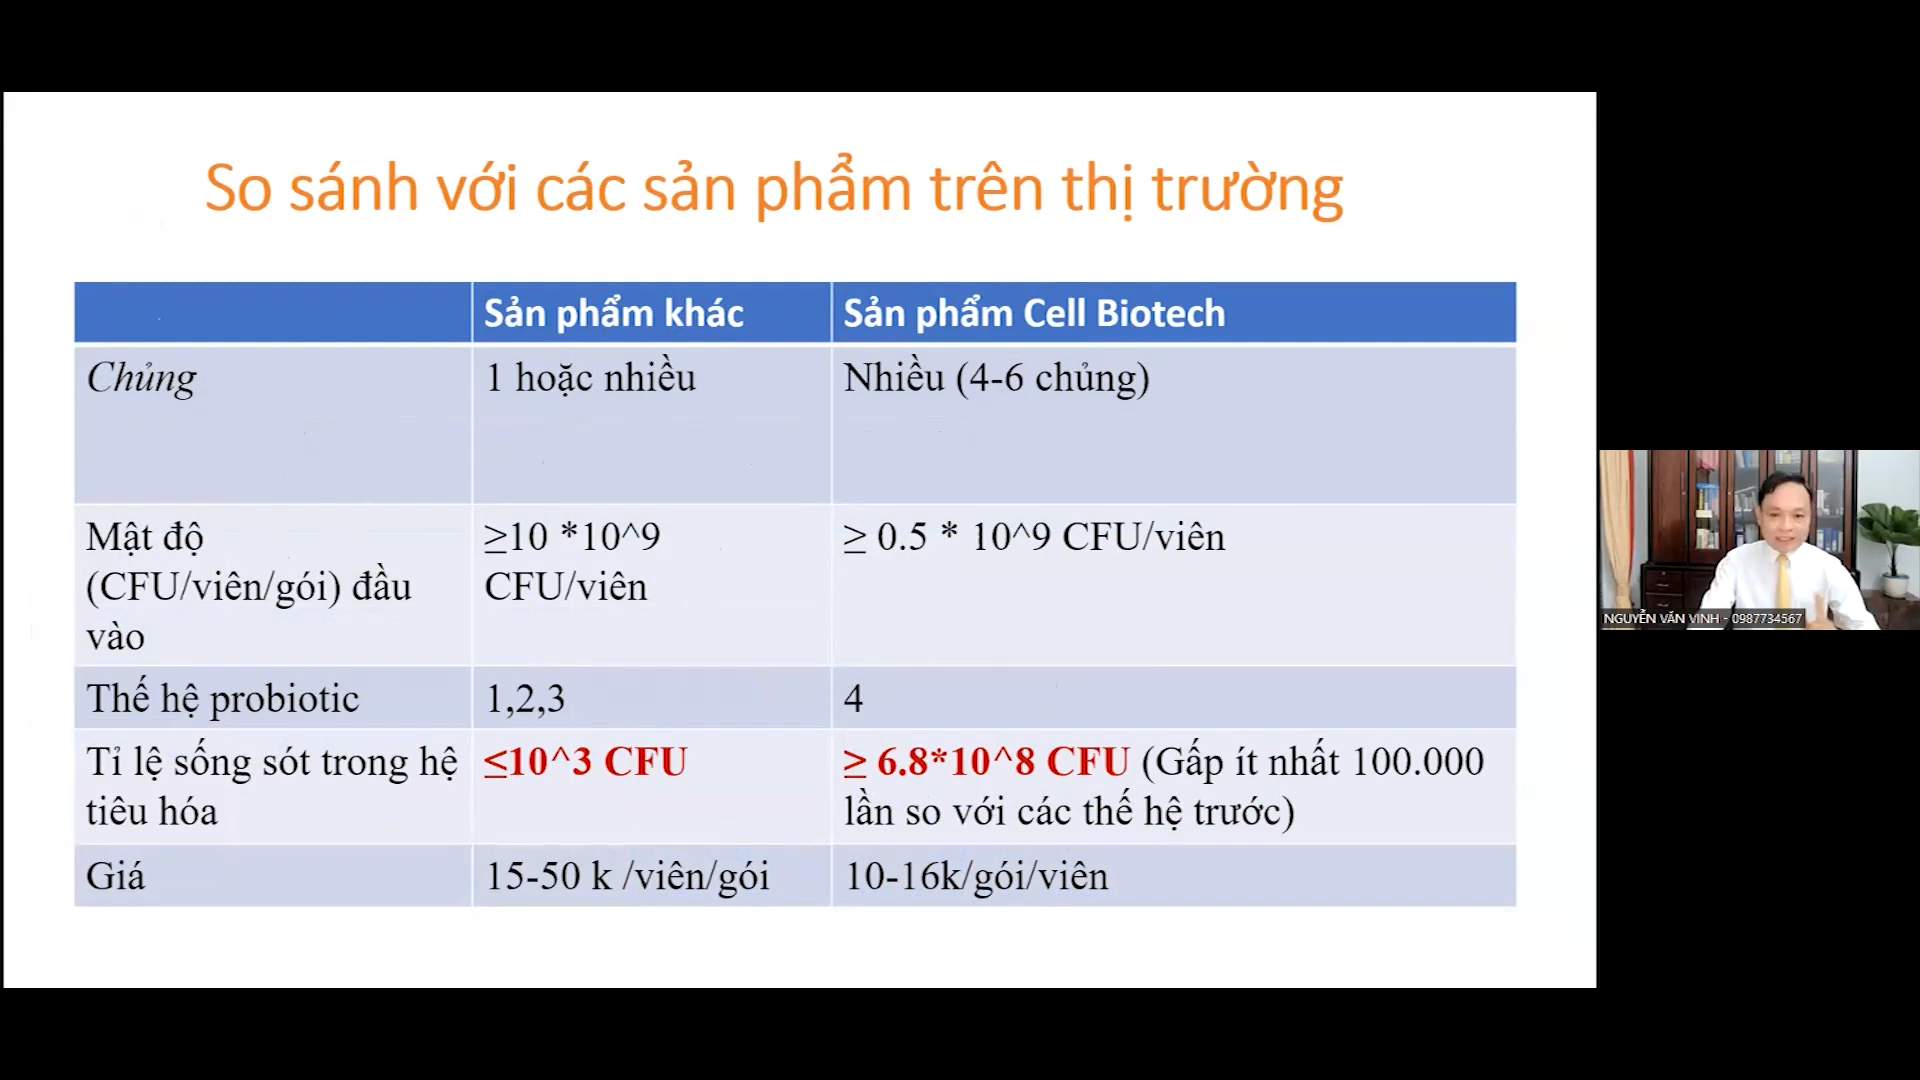 So sánh với các sản phẩm trên thị trường
Sản phẩm khác
Sản phẩm Cell Biotech
Chủng
1 hoặc nhiều
Nhiều (4-6 chủng)
Mật độ
(CFU/viên/gói) đầu
vào
≥10 *10^9
CFU/viên
≥ 0.5 * 10^9 CFU/viên
Thế hệ probiotic
1,2,3
4
Tỉ lệ sống sót trong hệ
tiêu hóa
≤10^3 CFU
≥ 6.8*10^8 CFU (Gấp ít nhất 100.000
lần so với các thế hệ trước)
Giá
15-50 k /viên/gói
10-16k/gói/viên
NGUYỄN VĂN VINH - 0987734567